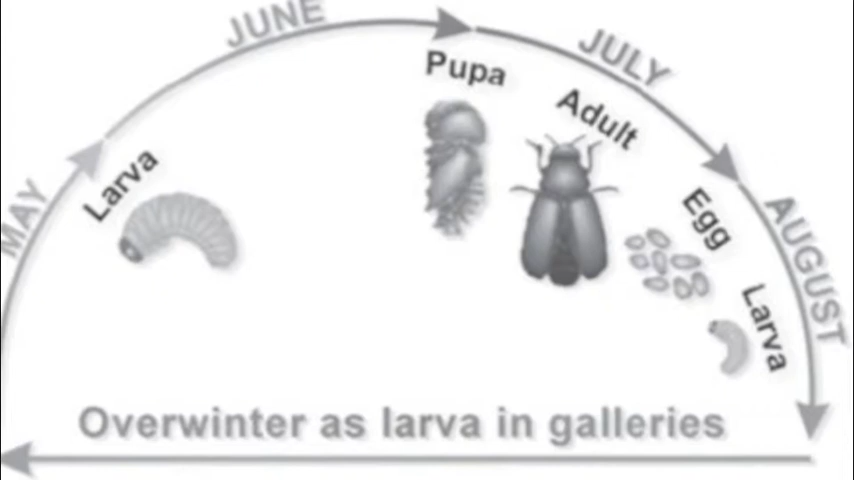 MAY
JUNE
JULY
AUGUST
Larva
Pupa
Adult
Egg
Larva
Overwinter as larva in galleries